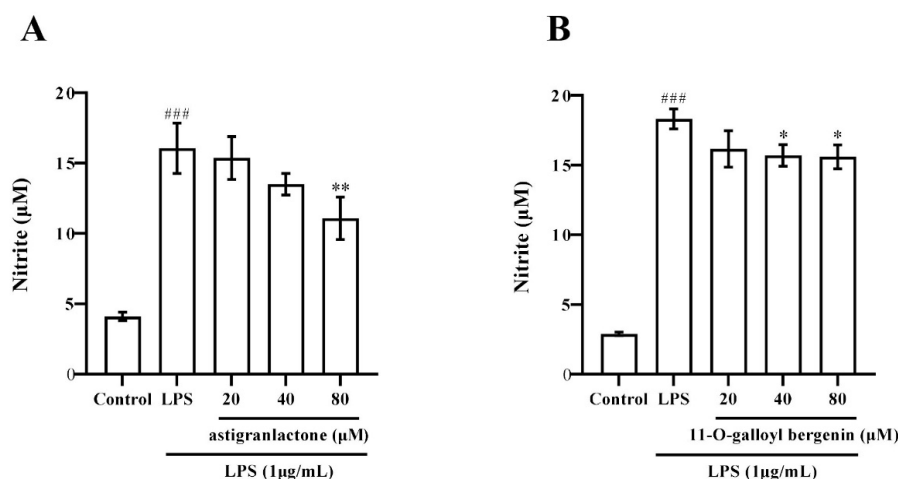 A
Nitrite (µM)
20
15
10
5
0
###
**
Control LPS 20 40 80
astigranlactone (µM)
LPS (1µg/mL)
B
Nitrite (µM)
20
15
10
5
0
###
*
*
Control LPS 20 40 80
11-O-galloyl bergenin (µM)
LPS (1µg/mL)